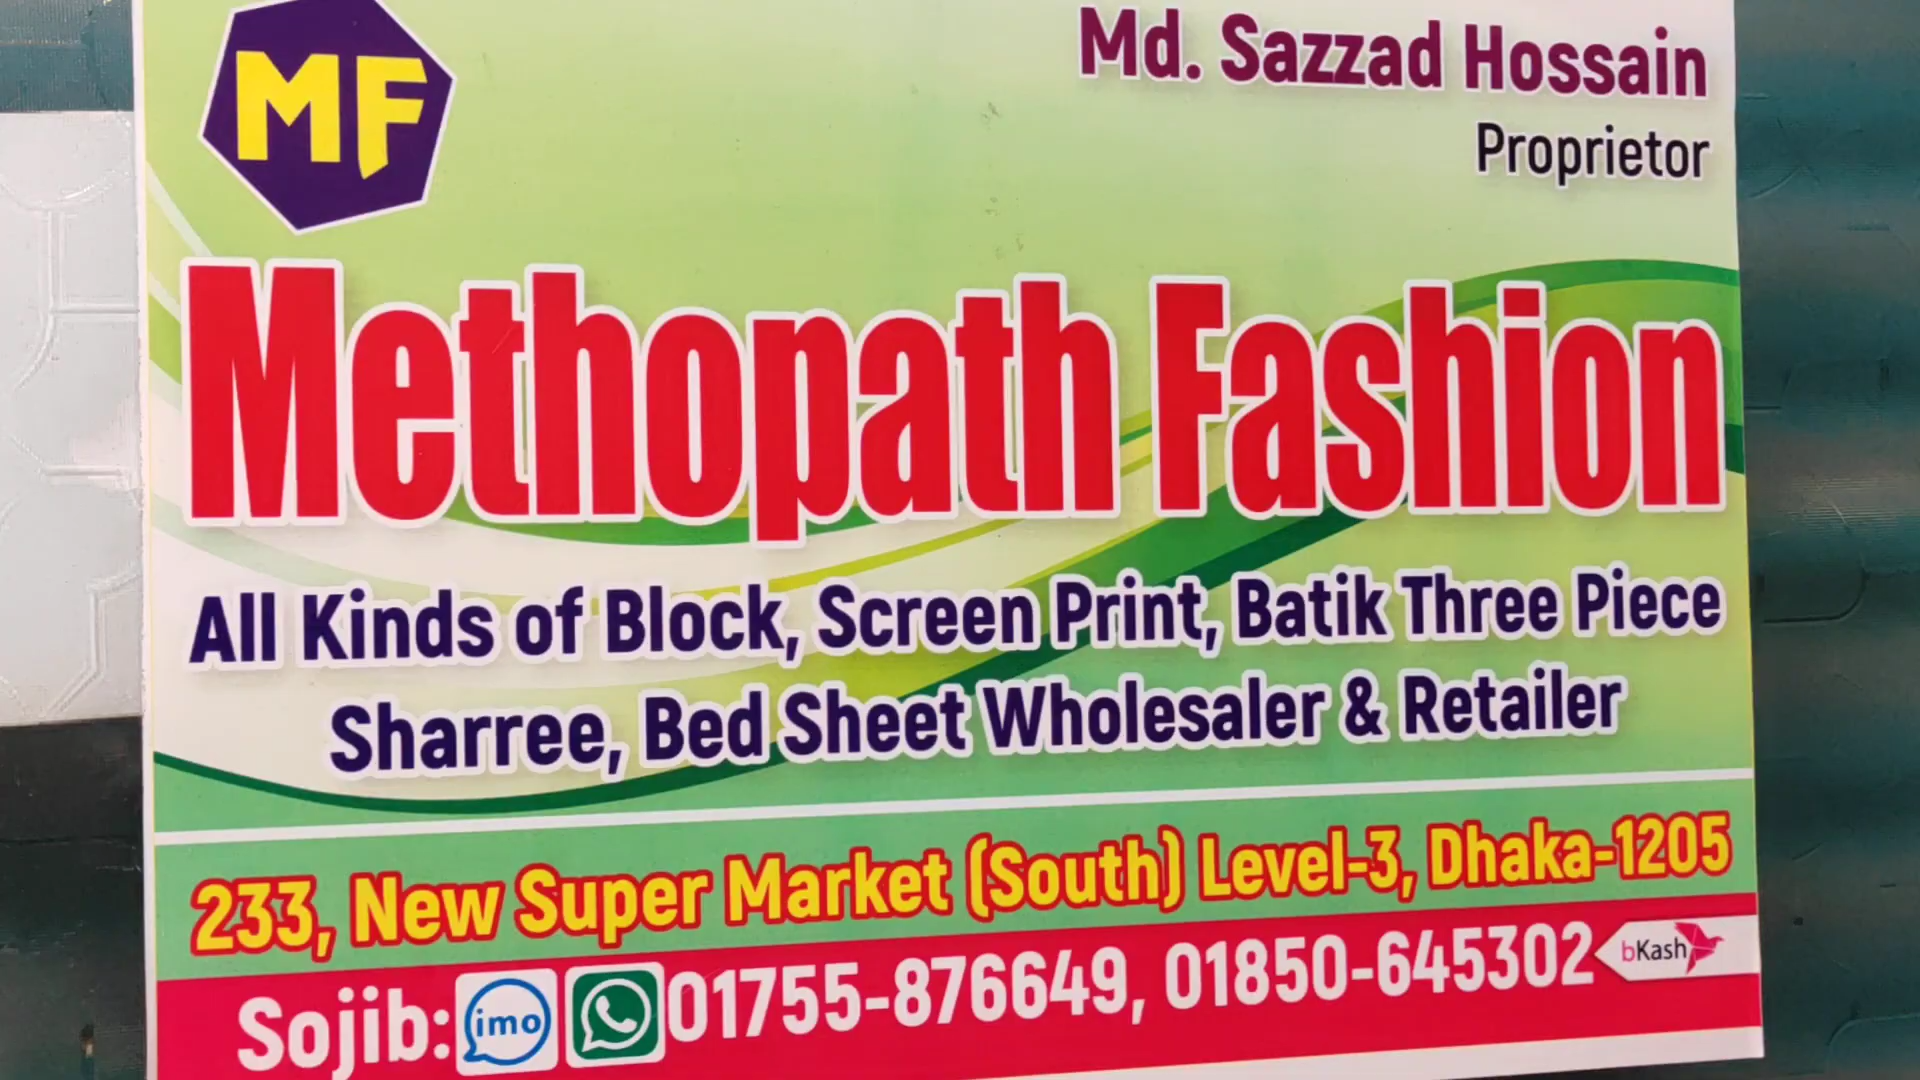 MF
Md. Sazzad Hossain
Proprietor
Methopath Fashion
All Kinds of Block, Screen Print, Batik Three Piece
Sharree, Bed Sheet Wholesaler & Retailer
233, New Super Market (South) Level-3, Dhaka-1205
Sojib: imo 01755-876649, 01850-645302 bKash